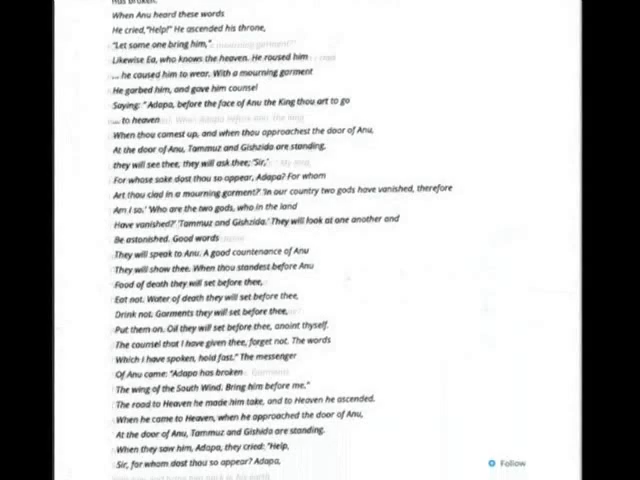 has broken.
When Anu heard these words
He cried, "Help!" He ascended his throne,
"Let some one bring him,".
Likewise Ea, who knows the heaven. He roused him
... he caused him to wear. With a mourning garment
He garbed him, and gave him counsel
Saying: " Adapa, before the face of Anu the King thou art to go
... to heaven
When thou comest up, and when thou approachest the door of Anu,
At the door of Anu, Tammuz and Gishzida are standing,
they will see thee, they will ask thee; 'Sir,'
For whose sake dost thou so appear, Adapa? For whom
Art thou clad in a mourning garment?' 'In our country two gods have vanished, therefore
Am I so.' 'Who are the two gods, who in the land
Have vanished?' 'Tammuz and Gishzida.' They will look at one another and
Be astonished. Good words
They will speak to Anu. A good countenance of Anu
They will show thee. When thou standest before Anu
Food of death they will set before thee,
Eat not. Water of death they will set before thee,
Drink not. Garments they will set before thee,
Put them on. Oil they will set before thee, anoint thyself.
The counsel that I have given thee, forget not. The words
Which I have spoken, hold fast." The messenger
Of Anu came: "Adapa has broken
The wing of the South Wind. Bring him before me."
The road to Heaven he made him take, and to Heaven he ascended.
When he came to Heaven, when he approached the door of Anu,
At the door of Anu, Tammuz and Gishida are standing.
When they saw him, Adapa, they cried: "Help,
Sir, for whom dost thou so appear? Adapa,
Follow